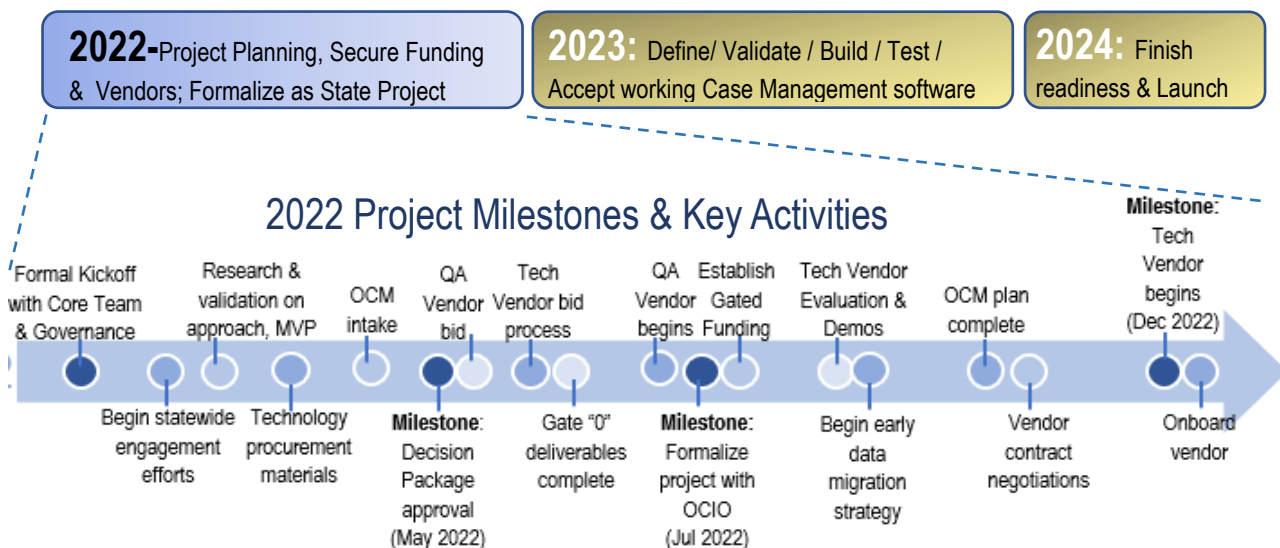 2022-Project Planning, Secure Funding
& Vendors; Formalize as State Project
2023: Define/ Validate / Build / Test /
Accept working Case Management software
2024: Finish
readiness & Launch
2022 Project Milestones & Key Activities
Formal Kickoff
with Core Team
& Governance
Begin statewide
engagement
efforts
Research &
validation on
approach, MVP
Technology
procurement
materials
OCM
intake
Milestone:
Decision
Package
approval
(May 2022)
QA
Vendor
bid
Tech
Vendor bid
process
Gate “0”
deliverables
complete
QA
Vendor
begins
Milestone:
Formalize
project with
OCIO
(Jul 2022)
Establish
Gated
Funding
Tech Vendor
Evaluation &
Demos
Begin early
data
migration
strategy
OCM plan
complete
Vendor
contract
negotiations
Milestone:
Tech
Vendor
begins
(Dec 2022)
Onboard
vendor